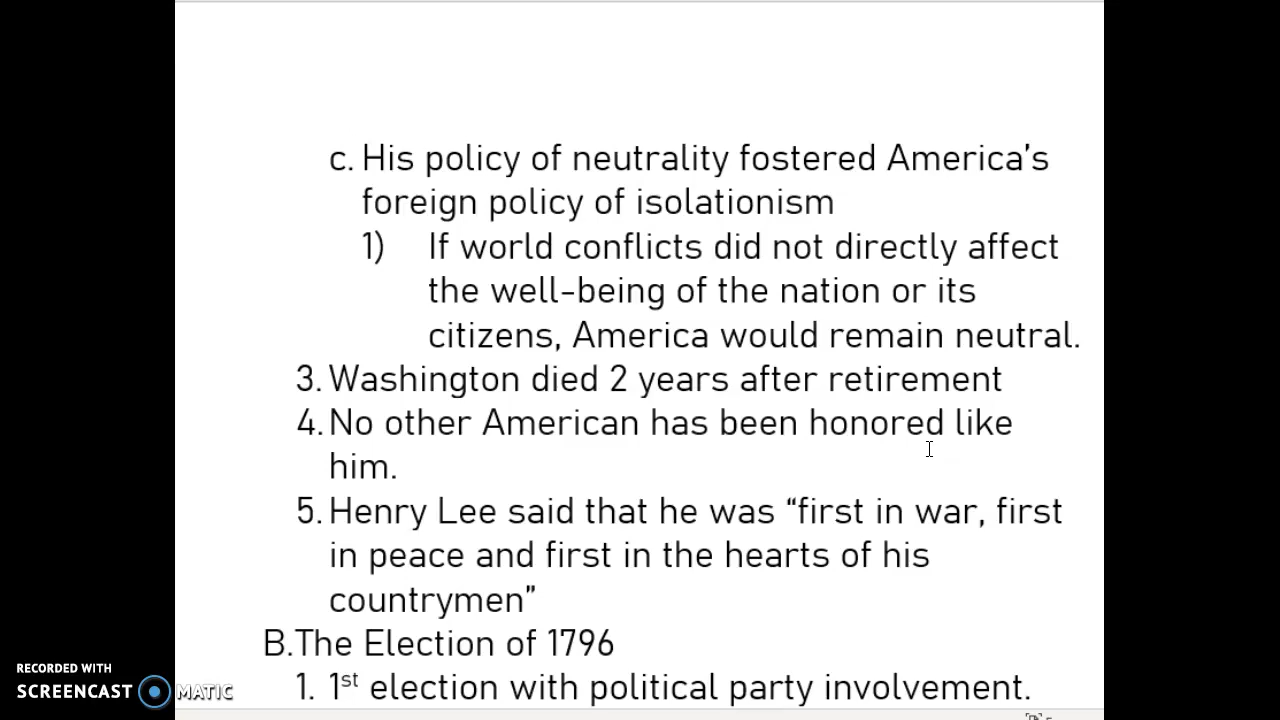 c. His policy of neutrality fostered America's
foreign policy of isolationism
1) If world conflicts did not directly affect
the well-being of the nation or its
citizens, America would remain neutral.
3. Washington died 2 years after retirement
4. No other American has been honored like
him.
5. Henry Lee said that he was “first in war, first
in peace and first in the hearts of his
countrymen”
B. The Election of 1796
1. 1st election with political party involvement.
RECORDED WITH
SCREENCAST MATIC